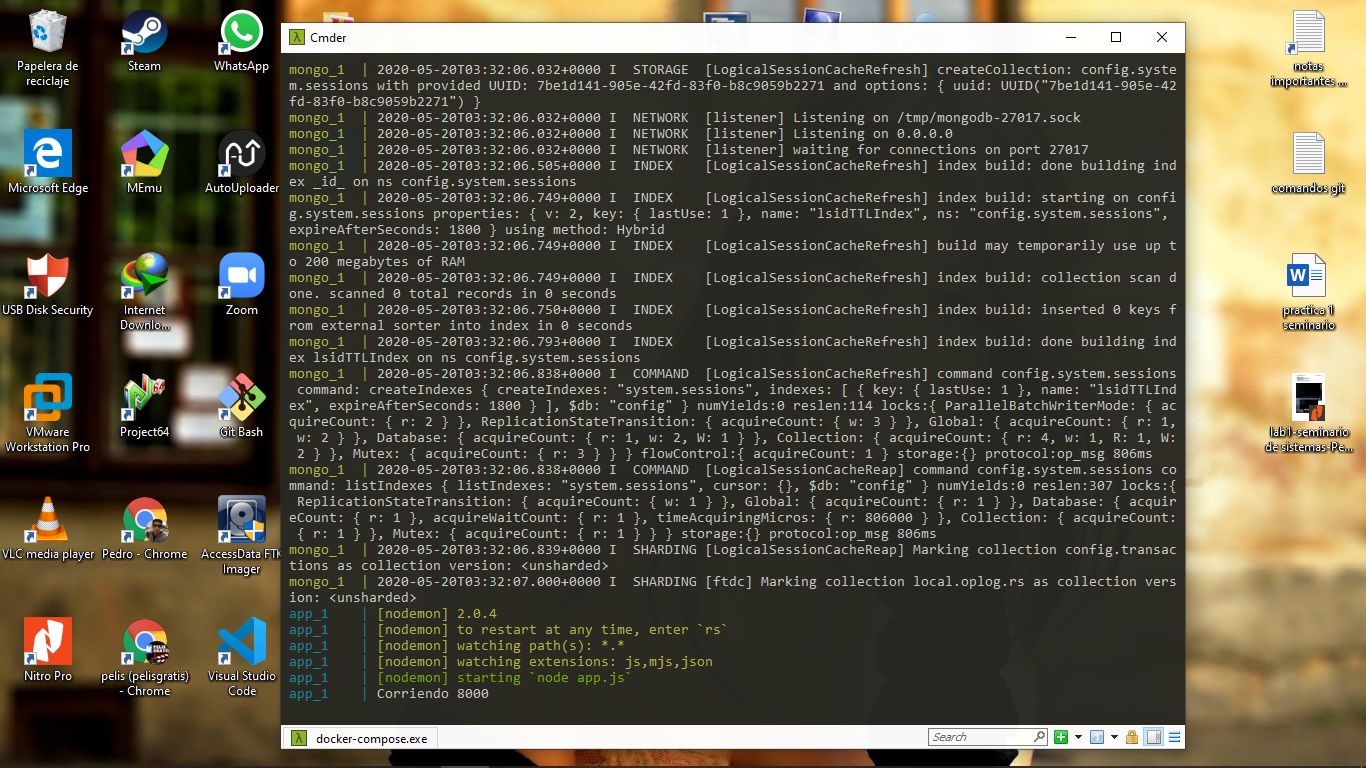 Papelera de
reciclaje
Steam
WhatsApp
Microsoft Edge
MEmu
AutoUploader
USB Disk Security
Internet
Downlo...
Zoom
VMware
Workstation Pro
Project64
Git Bash
VLC media player
Pedro - Chrome
AccessData FTK
Imager
Nitro Pro
pelis (pelisgratis)
- Chrome
Visual Studio
Code
Cmder
mongo_1  | 2020-05-20T03:32:06.032+0000 I  STORAGE  [LogicalSessionCacheRefresh] createCollection: config.syste
m.sessions with provided UUID: 7be1d141-905e-42fd-83f0-b8c9059b2271 and options: { uuid: UUID("7be1d141-905e-42
fd-83f0-b8c9059b2271") }
mongo_1  | 2020-05-20T03:32:06.032+0000 I  NETWORK  [listener] Listening on /tmp/mongodb-27017.sock
mongo_1  | 2020-05-20T03:32:06.032+0000 I  NETWORK  [listener] Listening on 0.0.0.0
mongo_1  | 2020-05-20T03:32:06.032+0000 I  NETWORK  [listener] waiting for connections on port 27017
mongo_1  | 2020-05-20T03:32:06.505+0000 I  INDEX    [LogicalSessionCacheRefresh] index build: done building ind
ex _id_ on ns config.system.sessions
mongo_1  | 2020-05-20T03:32:06.749+0000 I  INDEX    [LogicalSessionCacheRefresh] index build: starting on confi
g.system.sessions properties: { v: 2, key: { lastUse: 1 }, name: "lsidTTLIndex", ns: "config.system.sessions",
expireAfterSeconds: 1800 } using method: Hybrid
mongo_1  | 2020-05-20T03:32:06.749+0000 I  INDEX    [LogicalSessionCacheRefresh] build may temporarily use up t
o 200 megabytes of RAM
mongo_1  | 2020-05-20T03:32:06.749+0000 I  INDEX    [LogicalSessionCacheRefresh] index build: collection scan d
one. scanned 0 total records in 0 seconds
mongo_1  | 2020-05-20T03:32:06.750+0000 I  INDEX    [LogicalSessionCacheRefresh] index build: inserted 0 keys f
rom external sorter into index in 0 seconds
mongo_1  | 2020-05-20T03:32:06.793+0000 I  INDEX    [LogicalSessionCacheRefresh] index build: done building ind
ex lsidTTLIndex on ns config.system.sessions
mongo_1  | 2020-05-20T03:32:06.838+0000 I  COMMAND  [LogicalSessionCacheRefresh] command config.system.sessions
 command: createIndexes { createIndexes: "system.sessions", indexes: [ { key: { lastUse: 1 }, name: "lsidTTLInd
ex", expireAfterSeconds: 1800 } ], $db: "config" } numYields:0 reslen:114 locks:{ ParallelBatchWriterMode: { ac
quireCount: { r: 2 } }, ReplicationStateTransition: { acquireCount: { w: 3 } }, Global: { acquireCount: { r: 1,
 w: 2 } }, Database: { acquireCount: { r: 1, w: 2, W: 1 } }, Collection: { acquireCount: { r: 4, w: 1, R: 1, W:
 2 } }, Mutex: { acquireCount: { r: 3 } } } flowControl:{ acquireCount: 1 } storage:{} protocol:op_msg 806ms
mongo_1  | 2020-05-20T03:32:06.838+0000 I  COMMAND  [LogicalSessionCacheReap] command config.system.sessions co
mmand: listIndexes { listIndexes: "system.sessions", cursor: {}, $db: "config" } numYields:0 reslen:307 locks:{
 ReplicationStateTransition: { acquireCount: { w: 1 } }, Global: { acquireCount: { r: 1 } }, Database: { acquir
eCount: { r: 1 }, acquireWaitCount: { r: 1 }, timeAcquiringMicros: { r: 806000 } }, Collection: { acquireCount:
 { r: 1 } }, Mutex: { acquireCount: { r: 1 } } } storage:{} protocol:op_msg 806ms
mongo_1  | 2020-05-20T03:32:06.839+0000 I  SHARDING [LogicalSessionCacheReap] Marking collection config.transac
tions as collection version: <unsharded>
mongo_1  | 2020-05-20T03:32:07.000+0000 I  SHARDING [ftdc] Marking collection local.oplog.rs as collection vers
ion: <unsharded>
app_1    | [nodemon] 2.0.4
app_1    | [nodemon] to restart at any time, enter `rs`
app_1    | [nodemon] watching path(s): *.*
app_1    | [nodemon] watching extensions: js,mjs,json
app_1    | [nodemon] starting `node app.js`
app_1    | Corriendo 8000
docker-compose.exe
Search
notas
importantes ...
comandos git
practica 1
seminario
lab1-seminario
de sistemas-Pe...